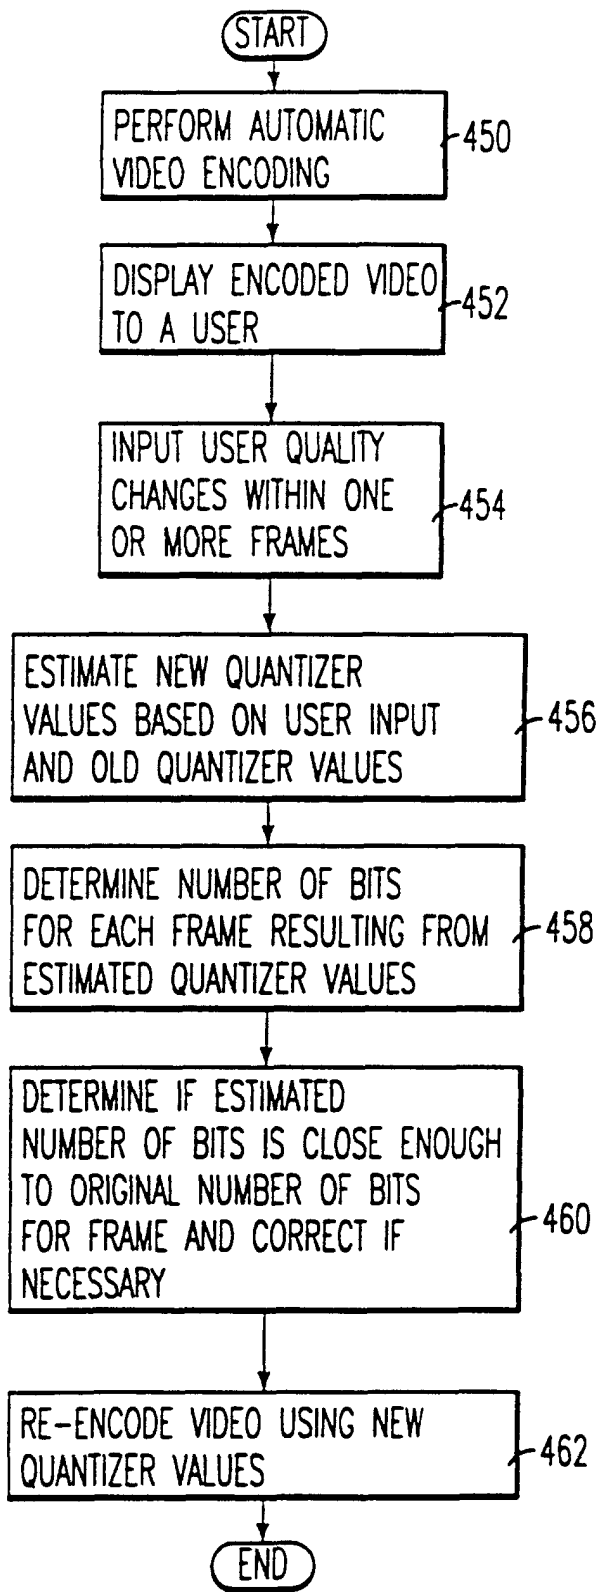 START
PERFORM AUTOMATIC
VIDEO ENCODING
450
DISPLAY ENCODED VIDEO
TO A USER
452
INPUT USER QUALITY
CHANGES WITHIN ONE
OR MORE FRAMES
454
ESTIMATE NEW QUANTIZER
VALUES BASED ON USER INPUT
AND OLD QUANTIZER VALUES
456
DETERMINE NUMBER OF BITS
FOR EACH FRAME RESULTING FROM
ESTIMATED QUANTIZER VALUES
458
DETERMINE IF ESTIMATED
NUMBER OF BITS IS CLOSE ENOUGH
TO ORIGINAL NUMBER OF BITS
FOR FRAME AND CORRECT IF
NECESSARY
460
RE-ENCODE VIDEO USING NEW
QUANTIZER VALUES
462
END